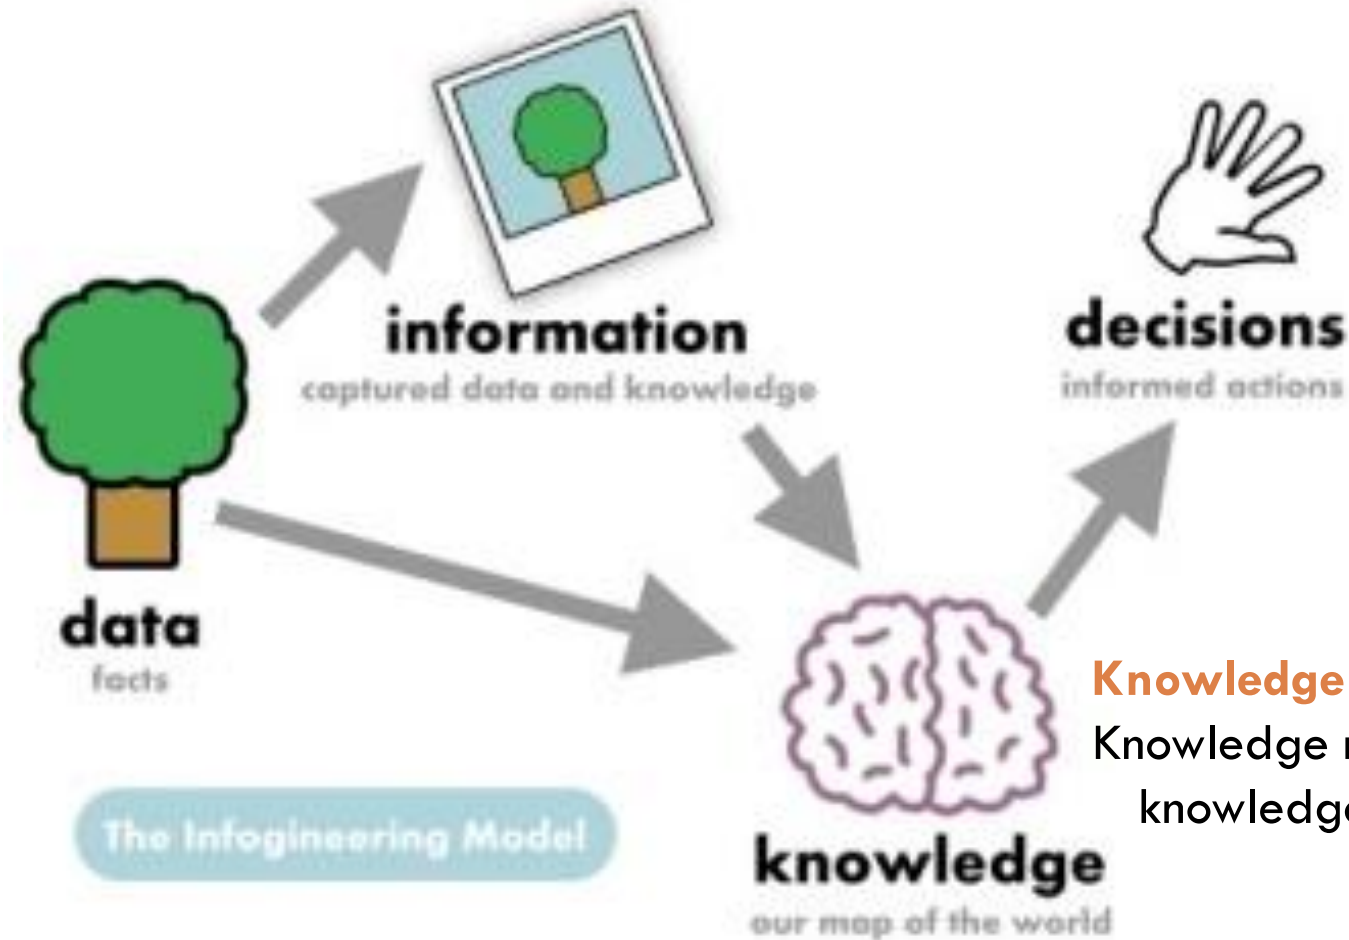 information
captured data and knowledge
decisions
informed actions
data
facts
Knowledge
Knowledge
knowledge
The Infogineering Model
knowledge
our map of the world